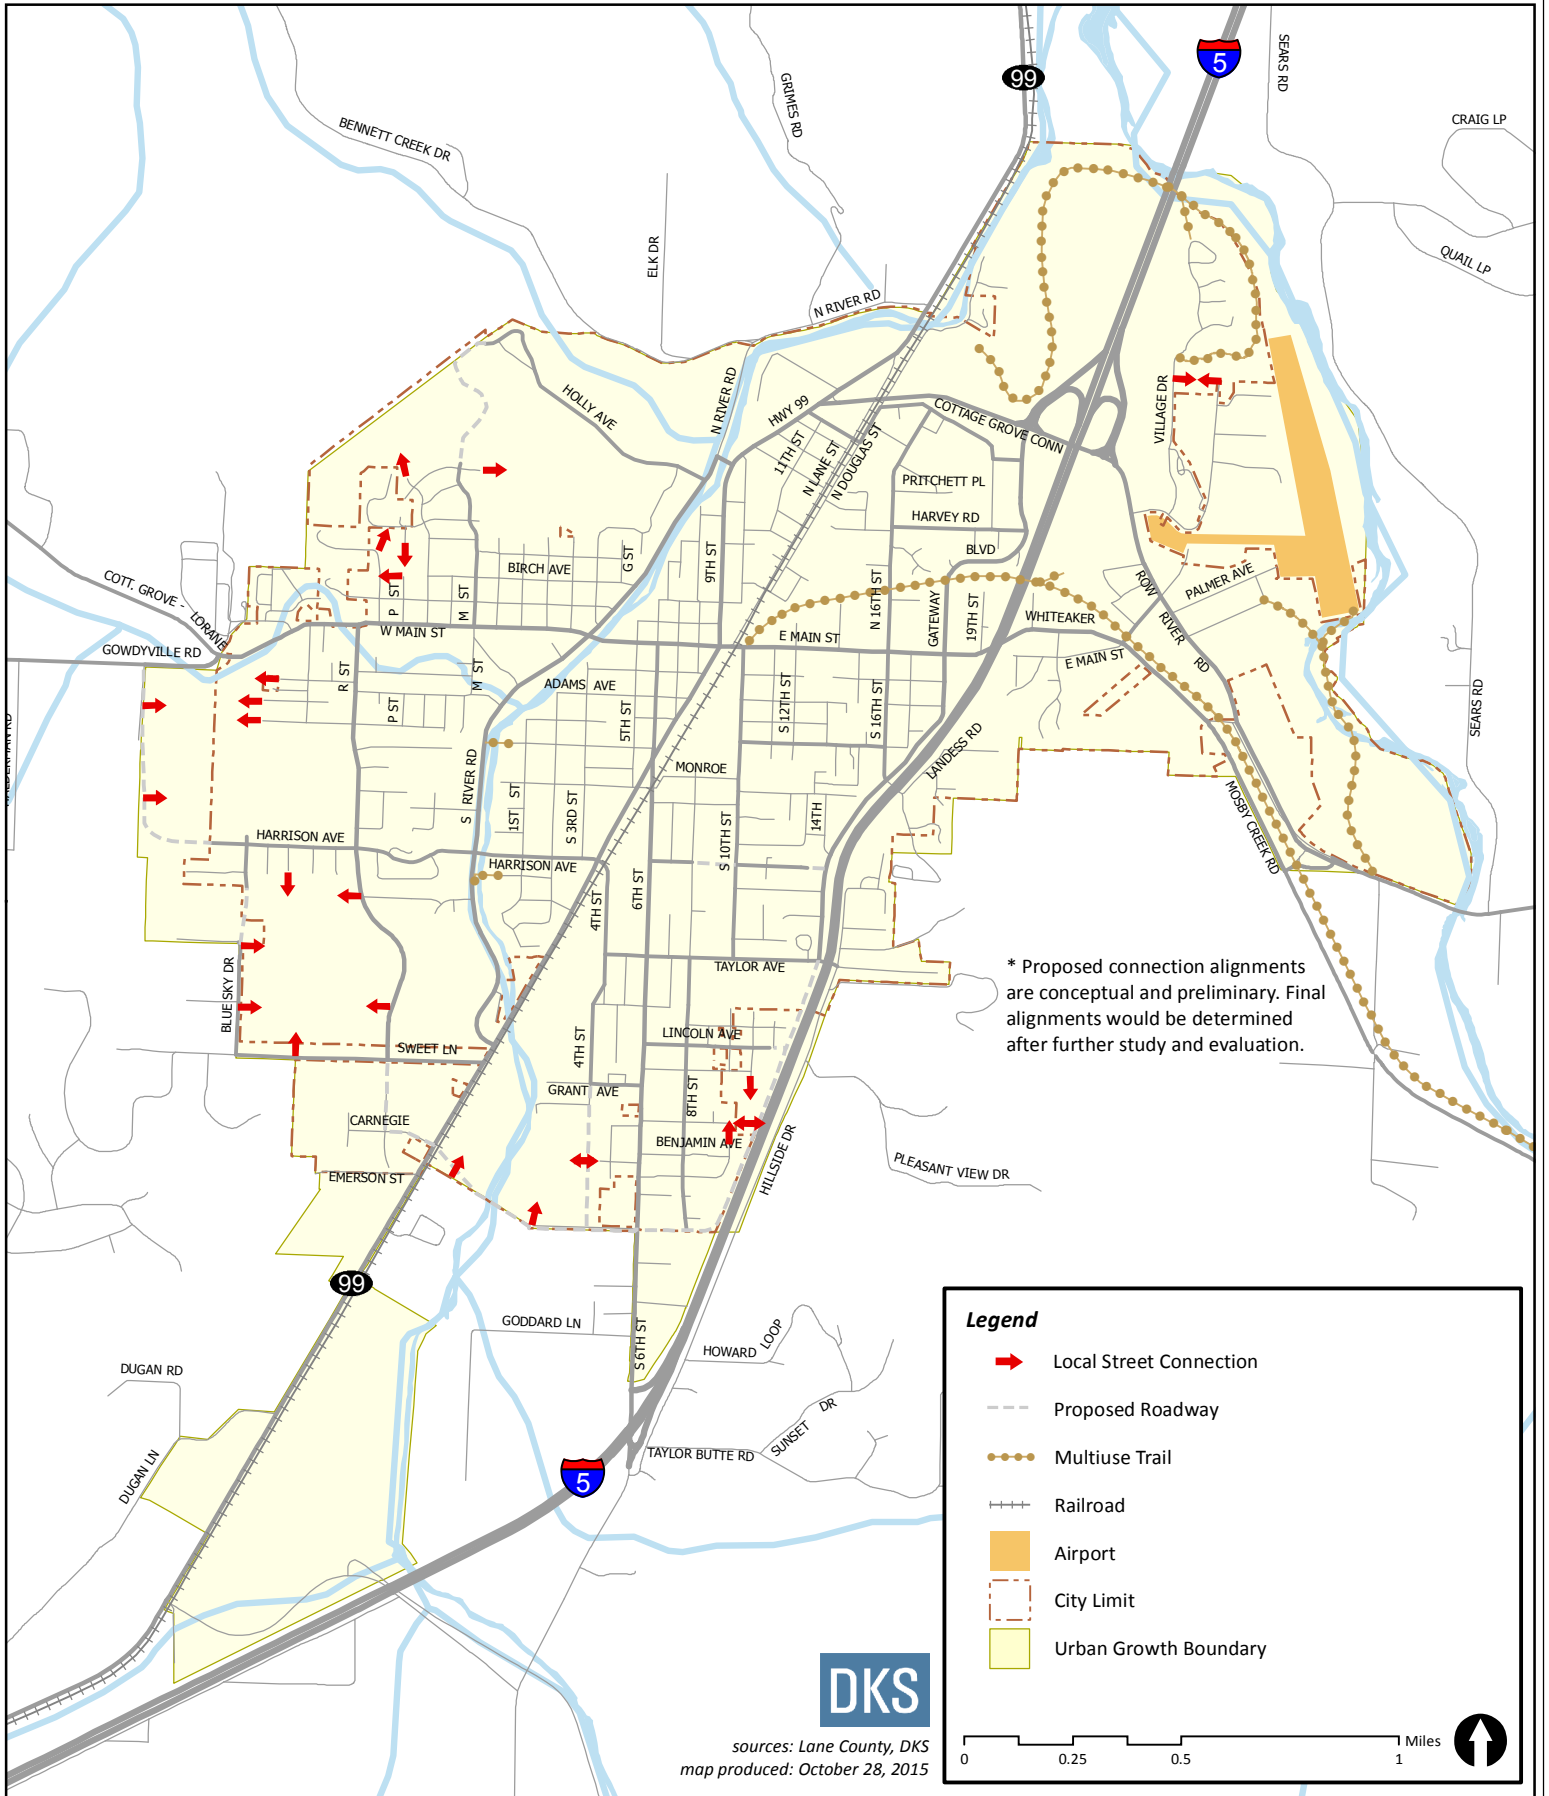 99
5
SEARS RD
CRAIG LP
GRIMES RD
BENNETT CREEK DR
QUAIL LP
ELK DR
N RIVER RD
N RIVER RD
HOLLY AVE
HWY 99
COTTAGE GROVE CONN
VILLAGE DR
11TH ST
N LANE ST
N DOUGLAS ST
PRITCHETT PL
HARVEY RD
BLVD
BIRCH AVE
G ST
9TH ST
N 16TH ST
GATEWAY
19TH ST
ROW
RIVER
RD
PALMER AVE
WHITEAKER
COTT. GROVE -
LORANE
P ST
M ST
W MAIN ST
E MAIN ST
E MAIN ST
GOWDYVILLE RD
R ST
M ST
P ST
ADAMS AVE
5TH ST
S 12TH ST
S 16TH ST
SEARS RD
LANDESS RD
MONROE
S RIVER RD
1ST ST
S 3RD ST
14TH
MOSBY CREEK RD
HARRISON AVE
HARRISON AVE
S 10TH ST
6TH ST
4TH ST
TAYLOR AVE
BLUE SKY DR
* Proposed connection alignments
are conceptual and preliminary. Final
alignments would be determined
after further study and evaluation.
LINCOLN AVE
4TH ST
SWEET LN
GRANT AVE
8TH ST
CARNEGIE
BENJAMIN AVE
HILLSIDE DR
PLEASANT VIEW DR
EMERSON ST
99
GODDARD LN
S 6TH ST
HOWARD
LOOP
DUGAN RD
SUNSET DR
TAYLOR BUTTE RD
DUGAN LN
5
Legend
Local Street Connection
Proposed Roadway
Multiuse Trail
Railroad
Airport
City Limit
Urban Growth Boundary
DKS
sources: Lane County, DKS
map produced: October 28, 2015
Miles
0 0.25 0.5 1